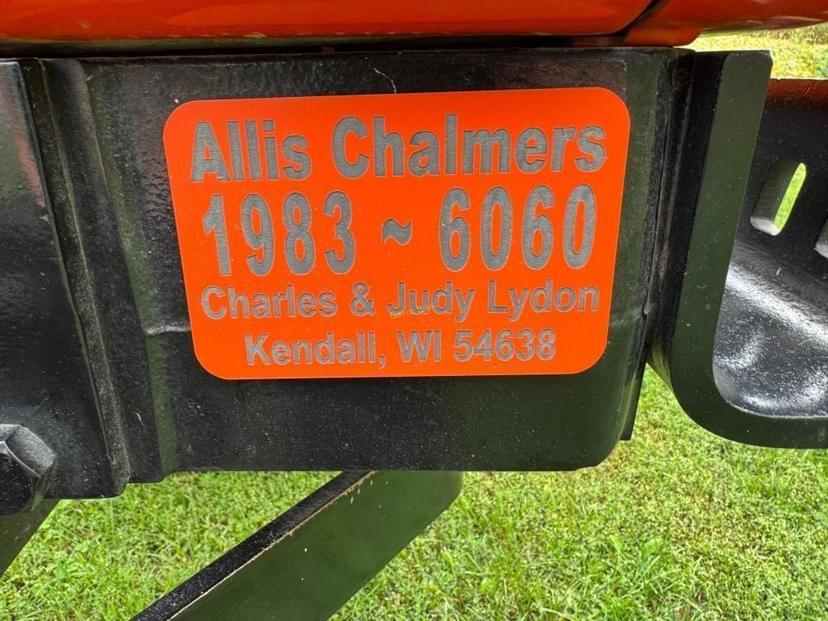 Allis Chalmers
1983 ~ 6060
Charles & Judy Lydon
Kendall, WI 54638